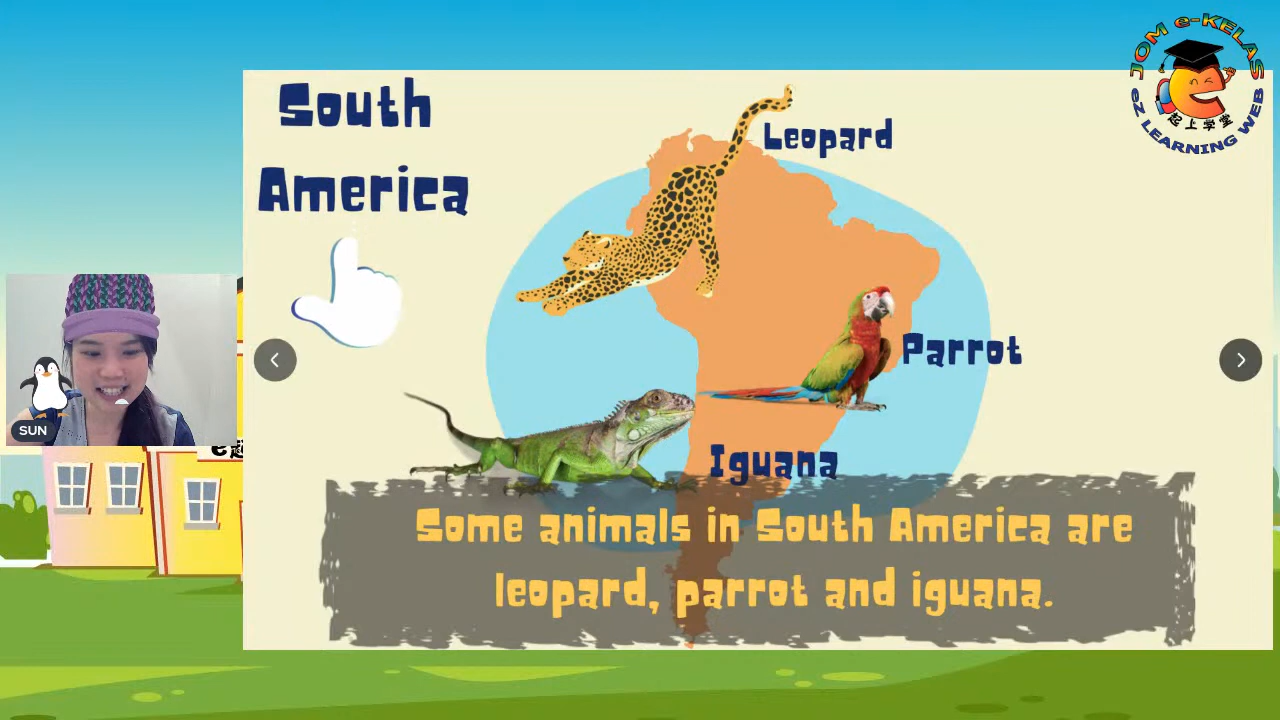 JOM e-KELAS
起上学堂
eZ LEARNING WEB
South
America
Leopard
Parrot
Iguana
SUN
Some animals in South America are
leopard, parrot and iguana.